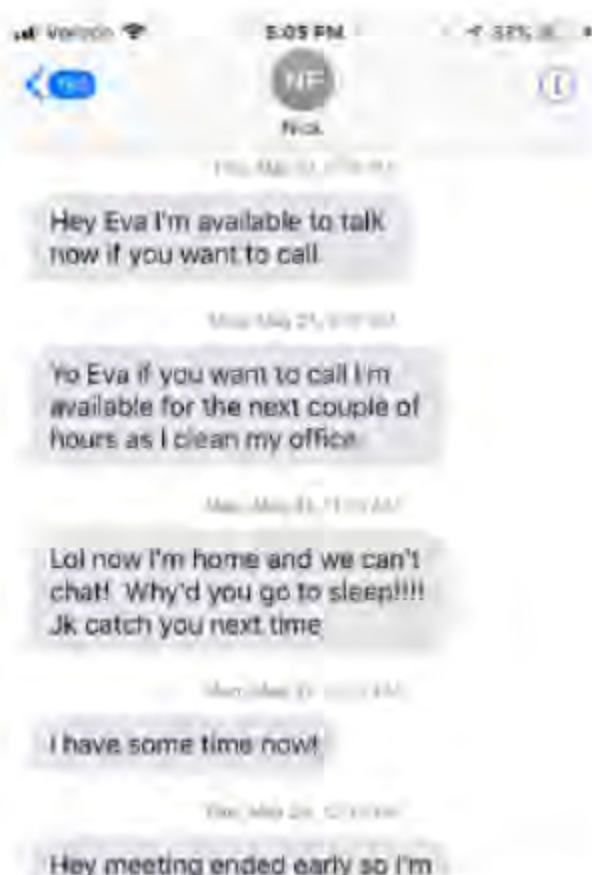 Verizon 5:05 PM
NF
Nick
Hey Eva I'm available to talk
now if you want to call
Yo Eva if you want to call I'm
available for the next couple of
hours as I clean my office
Lol now I'm home and we can't
chat! Why'd you go to sleep!!!!
Jk catch you next time
I have some time now!
Hey meeting ended early so I'm